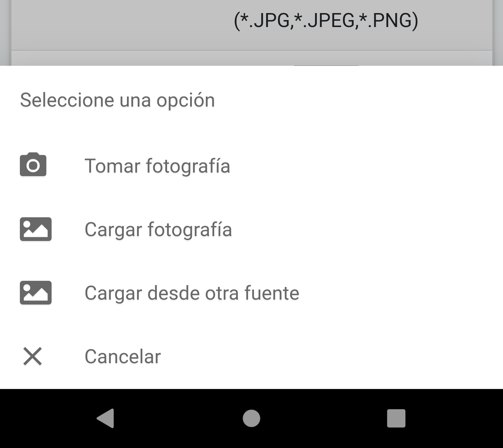 (*.JPG,*.JPEG,*.PNG)
Seleccione una opción
Tomar fotografía
Cargar fotografía
Cargar desde otra fuente
Cancelar